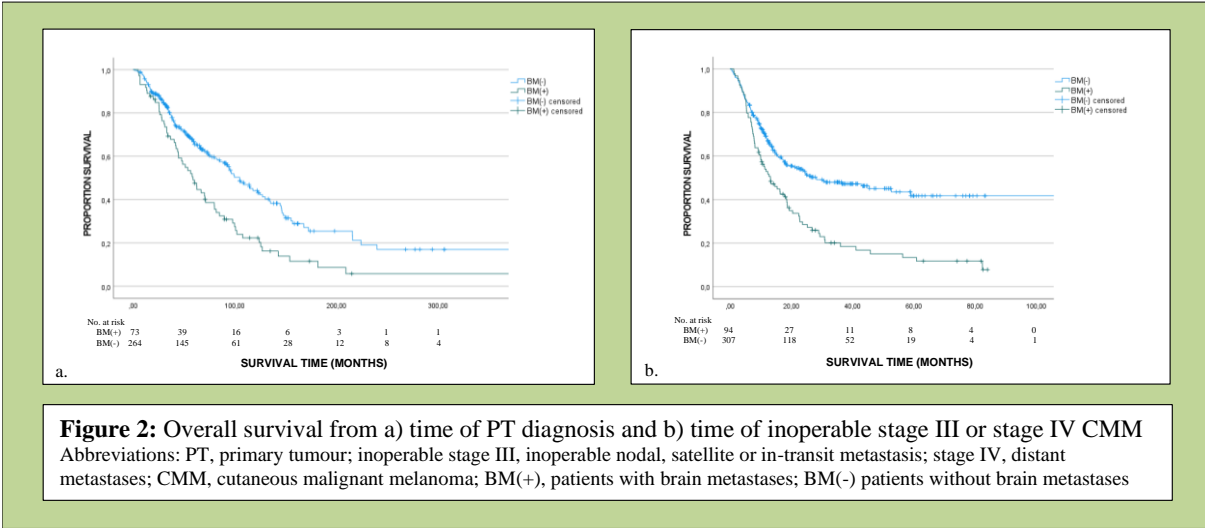 1,0
0,8
0,6
0,4
0,2
0,0
PROPORTION SURVIVAL
BM(-)
BM(+)
BM(-) censored
BM(+) censored
,00 100,00 200,00 300,00
No. at risk
BM(+) 73 39 16 6 3 1 1
BM(-) 264 145 61 28 12 8 4
SURVIVAL TIME (MONTHS)
a.
1,0
0,8
0,6
0,4
0,2
0,0
PROPORTION SURVIVAL
BM(-)
BM(+)
BM(-) censored
BM(+) censored
,00 20,00 40,00 60,00 80,00 100,00
No. at risk
BM(+) 94 27 11 8 4 0
BM(-) 307 118 52 19 4 1
SURVIVAL TIME (MONTHS)
b.
Figure 2: Overall survival from a) time of PT diagnosis and b) time of inoperable stage III or stage IV CMM
Abbreviations: PT, primary tumour; inoperable stage III, inoperable nodal, satellite or in-transit metastasis; stage IV, distant
metastases; CMM, cutaneous malignant melanoma; BM(+), patients with brain metastases; BM(-) patients without brain metastases